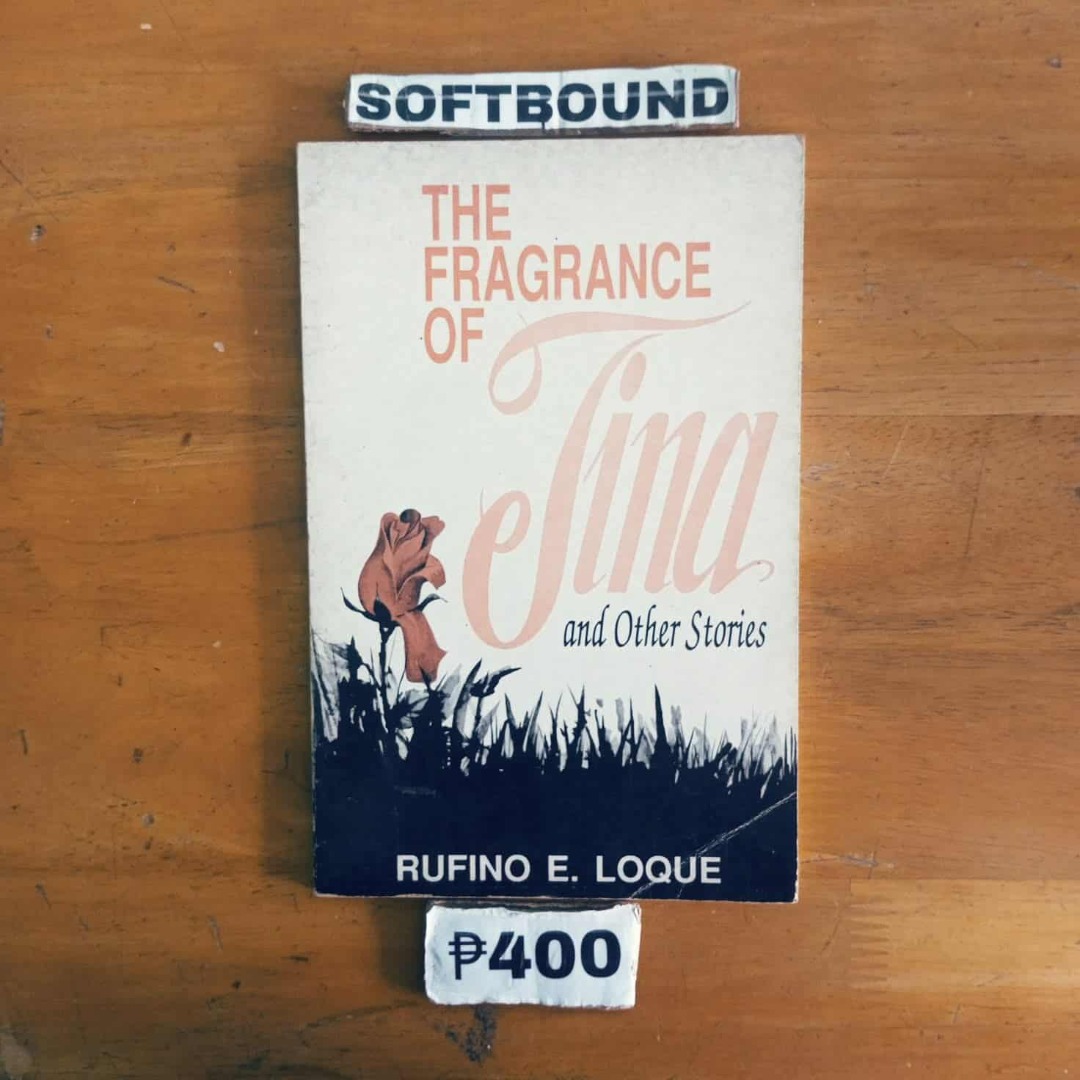 SOFTBOUND
THE
FRAGRANCE
OF
Tina
and Other Stories
RUFINO E. LOQUE
₱400